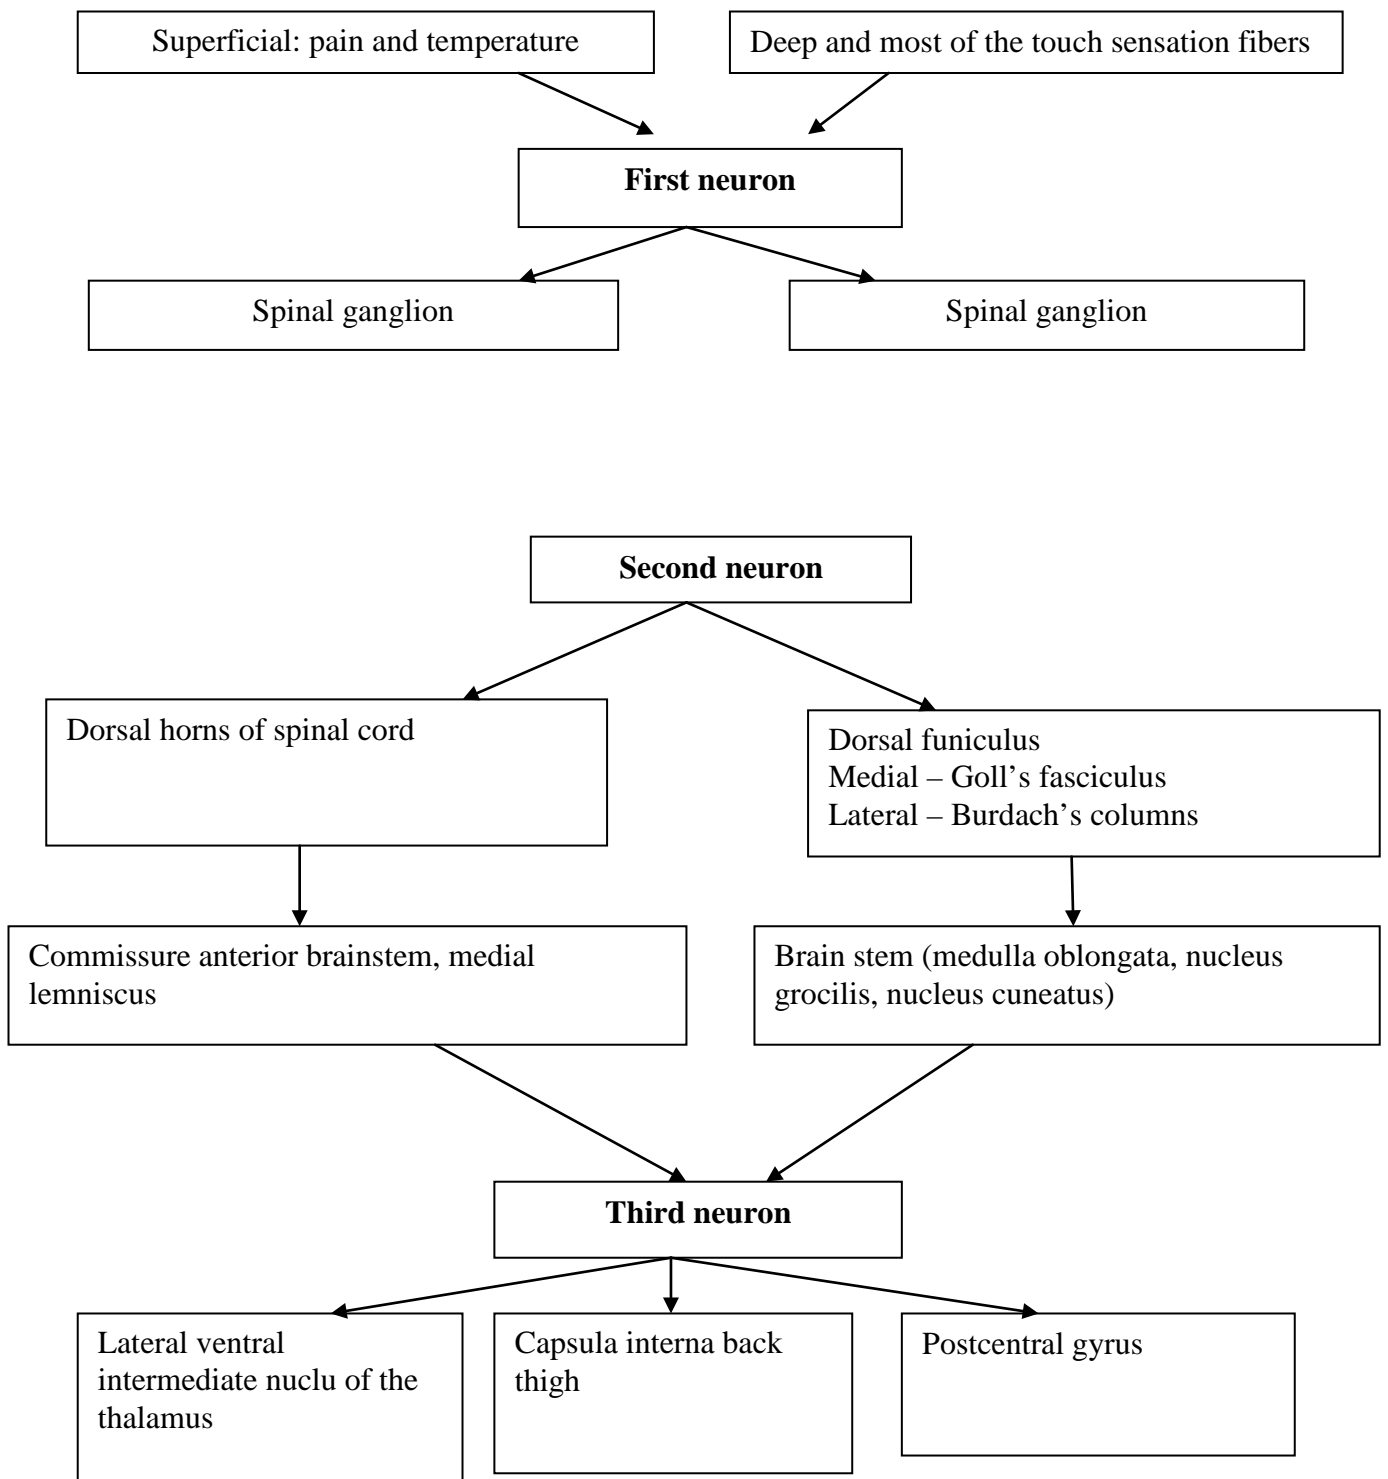 Superficial: pain and temperature
Deep and most of the touch sensation fibers
First neuron
Spinal ganglion
Spinal ganglion
Second neuron
Dorsal horns of spinal cord
Dorsal funiculus
Medial – Goll’s fasciculus
Lateral – Burdach’s columns
Commissure anterior brainstem, medial
lemniscus
Brain stem (medulla oblongata, nucleus
grocilis, nucleus cuneatus)
Third neuron
Lateral ventral
intermediate nuclu of the
thalamus
Capsula interna back
thigh
Postcentral gyrus